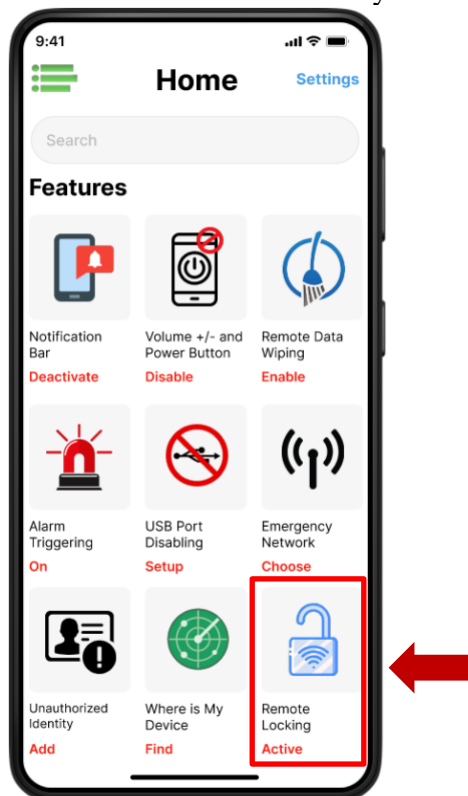 9:41
Home
Settings
Search
Features
Notification
Bar
Deactivate
Volume +/- and
Power Button
Disable
Remote Data
Wiping
Enable
Alarm
Triggering
On
USB Port
Disabling
Setup
Emergency
Network
Choose
Unauthorized
Identity
Add
Where is My
Device
Find
Remote
Locking
Active